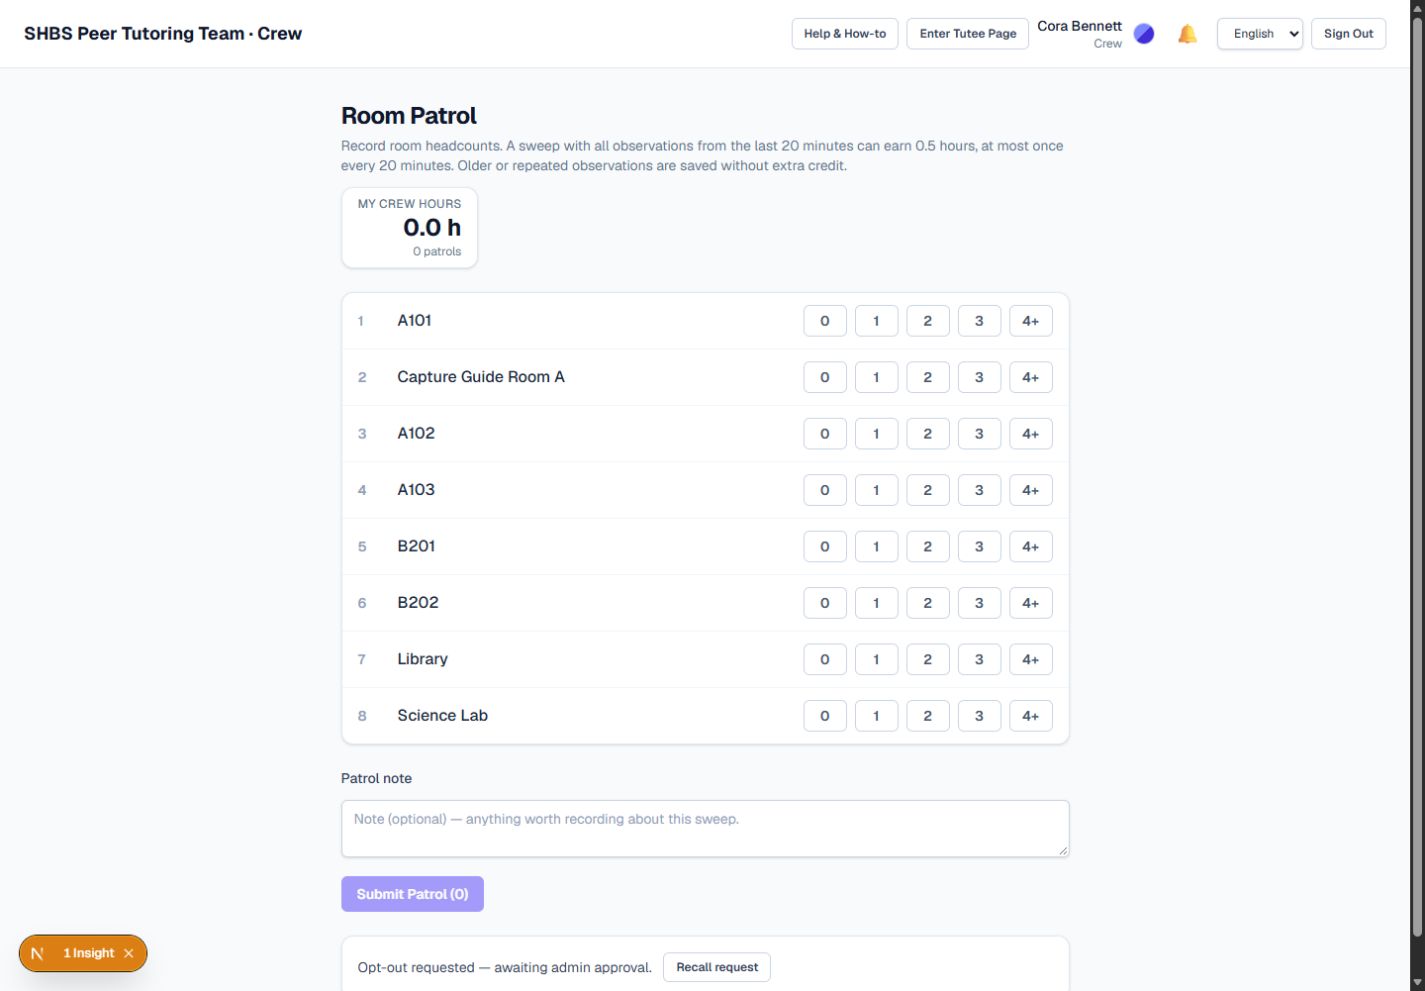 SHBS Peer Tutoring Team · Crew
Help & How-to
Enter Tutee Page
Cora Bennett
Crew
English
Sign Out
Room Patrol
Record room headcounts. A sweep with all observations from the last 20 minutes can earn 0.5 hours, at most once
every 20 minutes. Older or repeated observations are saved without extra credit.
MY CREW HOURS
0.0 h
0 patrols
1 A101 0 1 2 3 4+
2 Capture Guide Room A 0 1 2 3 4+
3 A102 0 1 2 3 4+
4 A103 0 1 2 3 4+
5 B201 0 1 2 3 4+
6 B202 0 1 2 3 4+
7 Library 0 1 2 3 4+
8 Science Lab 0 1 2 3 4+
Patrol note
Note (optional) — anything worth recording about this sweep.
Submit Patrol (0)
N 1 Insight
Opt-out requested — awaiting admin approval.
Recall request